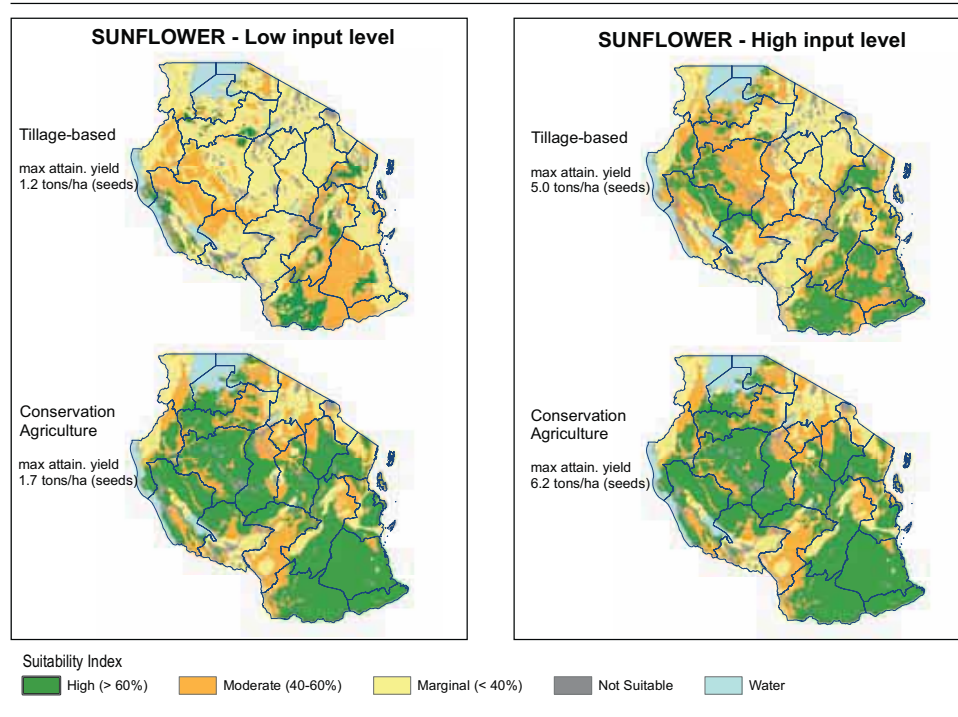 SUNFLOWER - Low input level
Tillage-based
max attain. yield
1.2 tons/ha (seeds)
Conservation
Agriculture
max attain. yield
1.7 tons/ha (seeds)
SUNFLOWER - High input level
Tillage-based
max attain. yield
5.0 tons/ha (seeds)
Conservation
Agriculture
max attain. yield
6.2 tons/ha (seeds)
Suitability Index
High (> 60%) Moderate (40-60%) Marginal (< 40%) Not Suitable Water